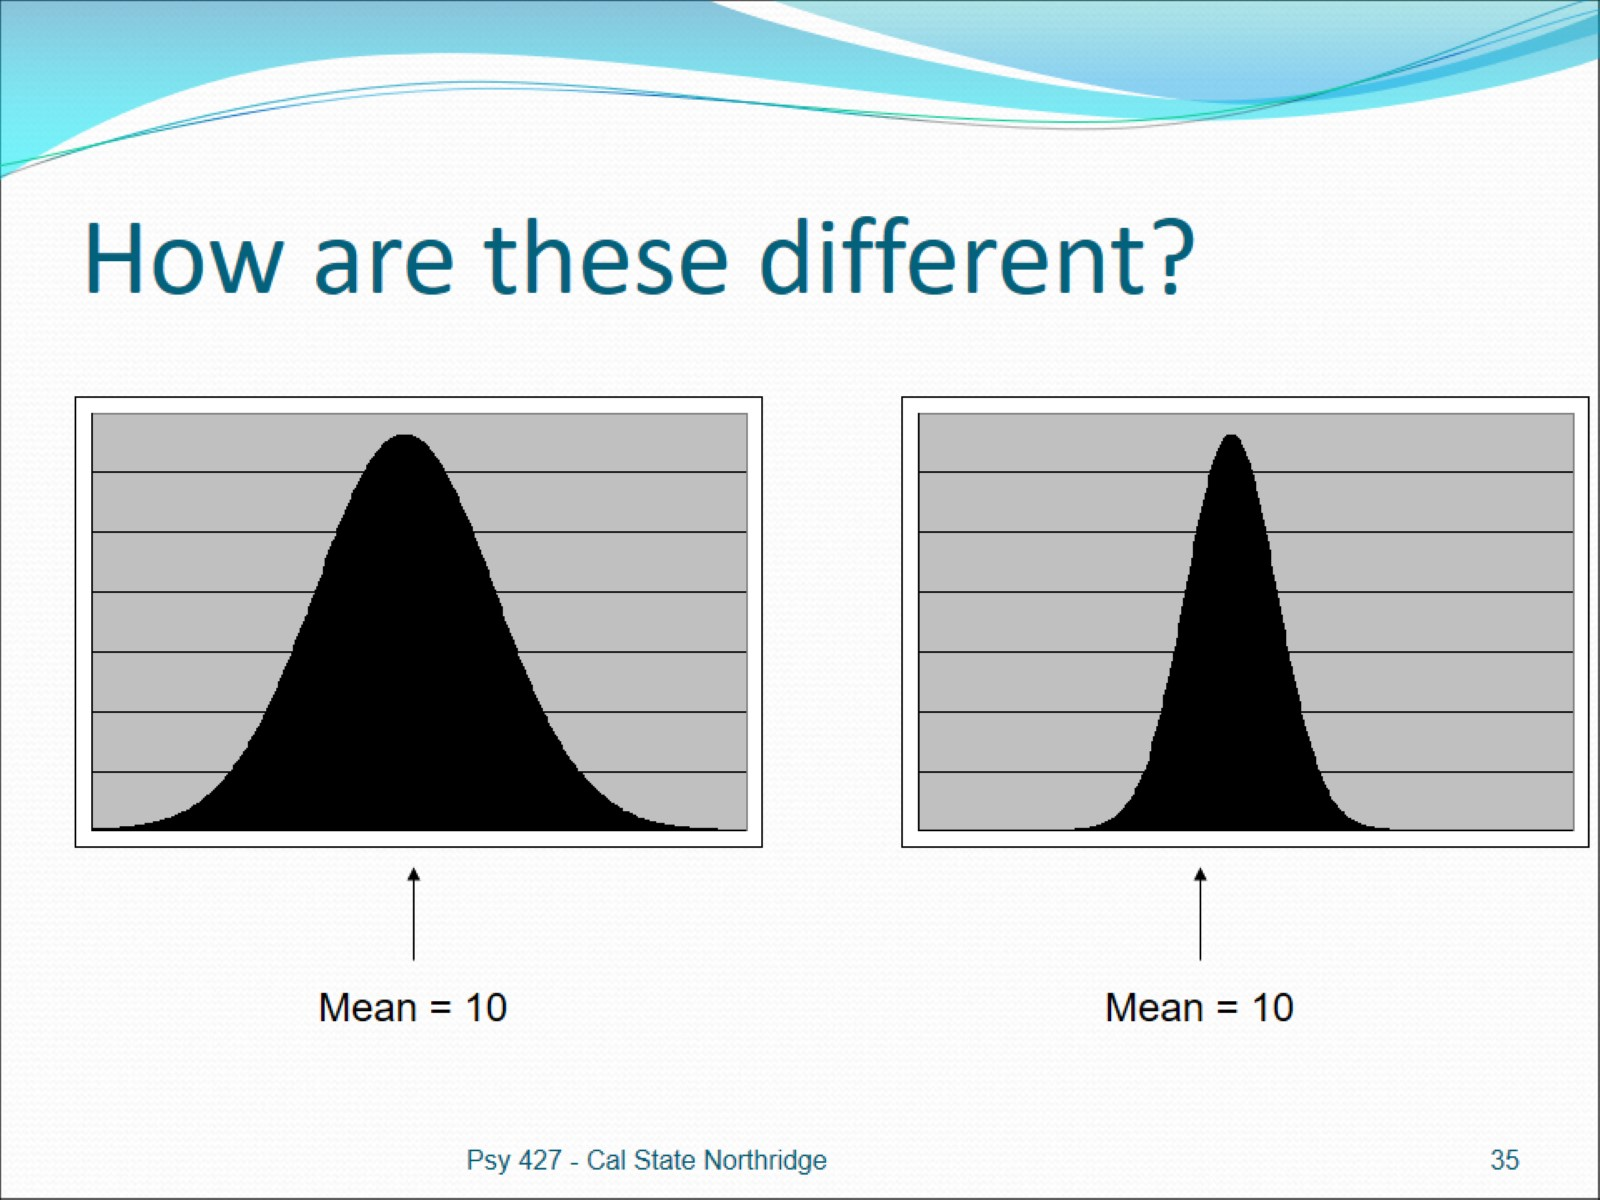 How are these different?
Mean = 10
Mean = 10
Psy 427 - Cal State Northridge
35